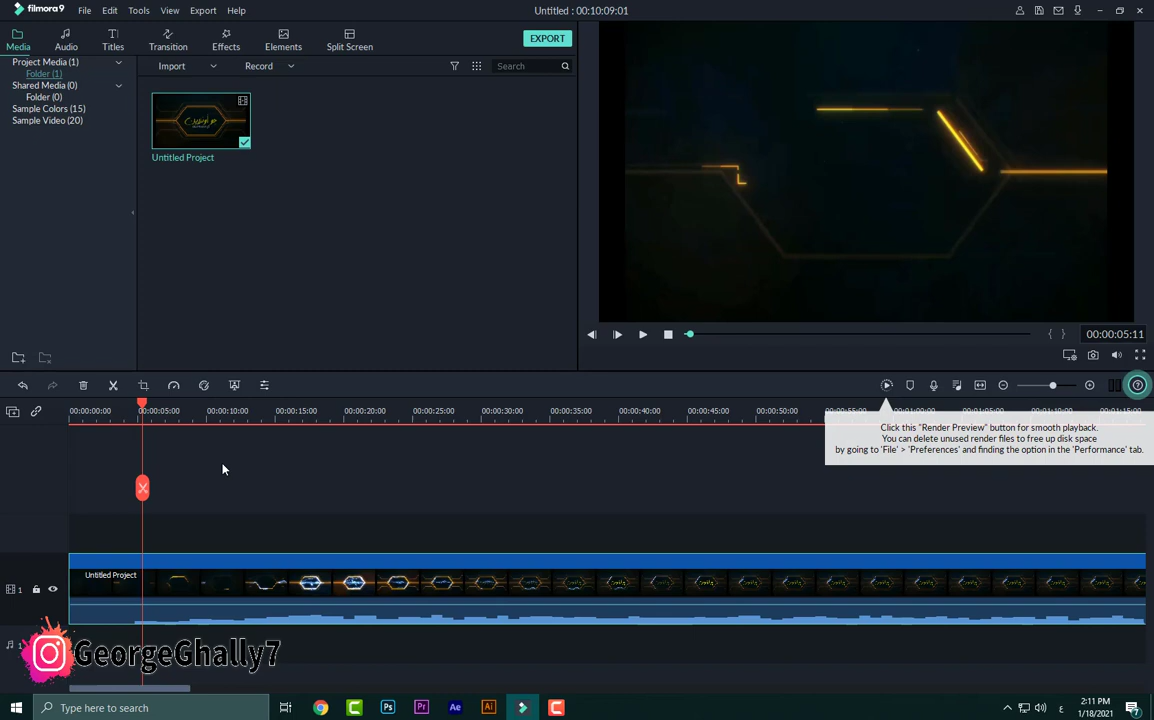 filmora9
File Edit Tools View Export Help
Untitled : 00:10:09:01
Media Audio Titles Transition Effects Elements Split Screen
EXPORT
Project Media (1)
Folder (1)
Shared Media (0)
Folder (0)
Sample Colors (15)
Sample Video (20)
Import Record Search
Untitled Project
00:00:05:11
00:00:00:00 00:00:05:00 00:00:10:00 00:00:15:00 00:00:20:00 00:00:25:00 00:00:30:00 00:00:35:00 00:00:40:00 00:00:45:00 00:00:50:00
Click this "Render Preview" button for smooth playback.
You can delete unused render files to free up disk space
by going to 'File' > 'Preferences' and finding the option in the 'Performance' tab.
Untitled Project
1
1
GeorgeGhally7
Type here to search
Ps Pr Ae Ai
ع
2:11 PM
1/18/2021
7